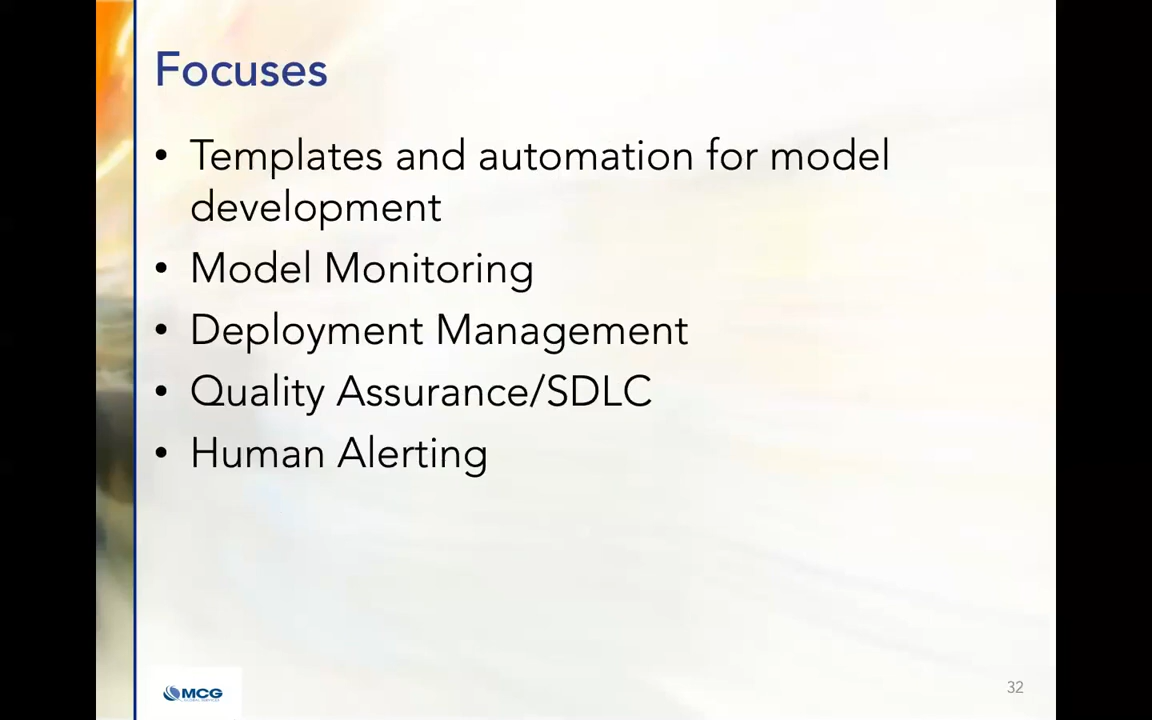 Focuses
• Templates and automation for model
development
• Model Monitoring
• Deployment Management
• Quality Assurance/SDLC
• Human Alerting
MCG
32